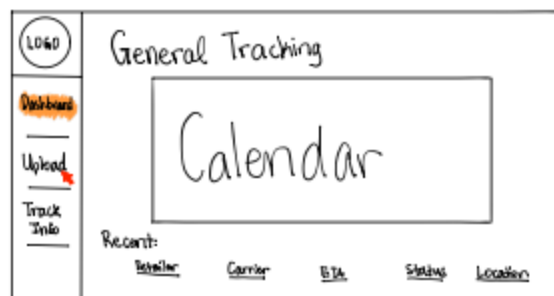 LOGO
Dashboard
Upload
Track
Info
General Tracking
Calendar
Recent:
Retailer Carrier ETA Status Location